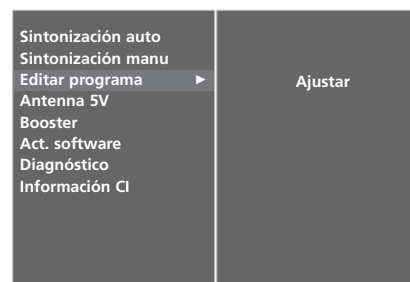 Sintonización auto
Sintonización manu
Editar programa ►
Ajustar
Antenna 5V
Booster
Act. software
Diagnóstico
Información CI